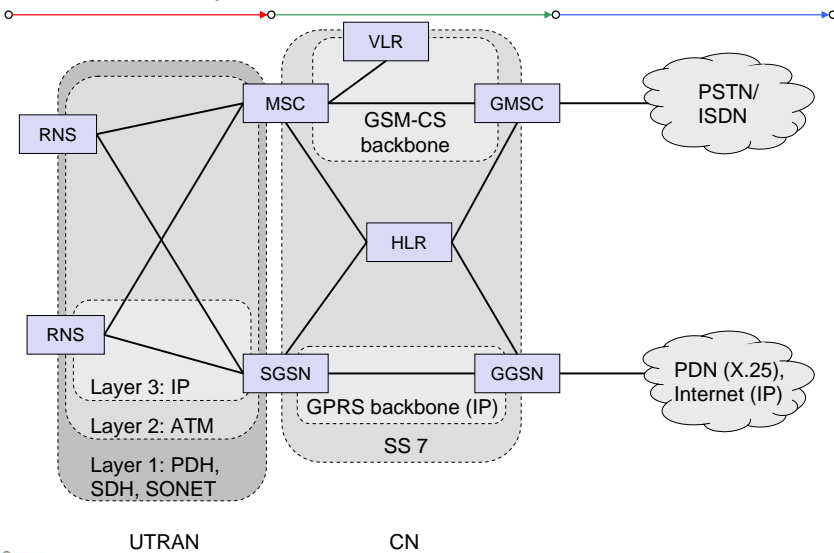 VLR
MSC
GMSC
PSTN/
ISDN
RNS
GSM-CS
backbone
HLR
RNS
SGSN
GGSN
PDN (X.25),
Internet (IP)
Layer 3: IP
GPRS backbone (IP)
Layer 2: ATM
SS 7
Layer 1: PDH,
SDH, SONET
UTRAN
CN